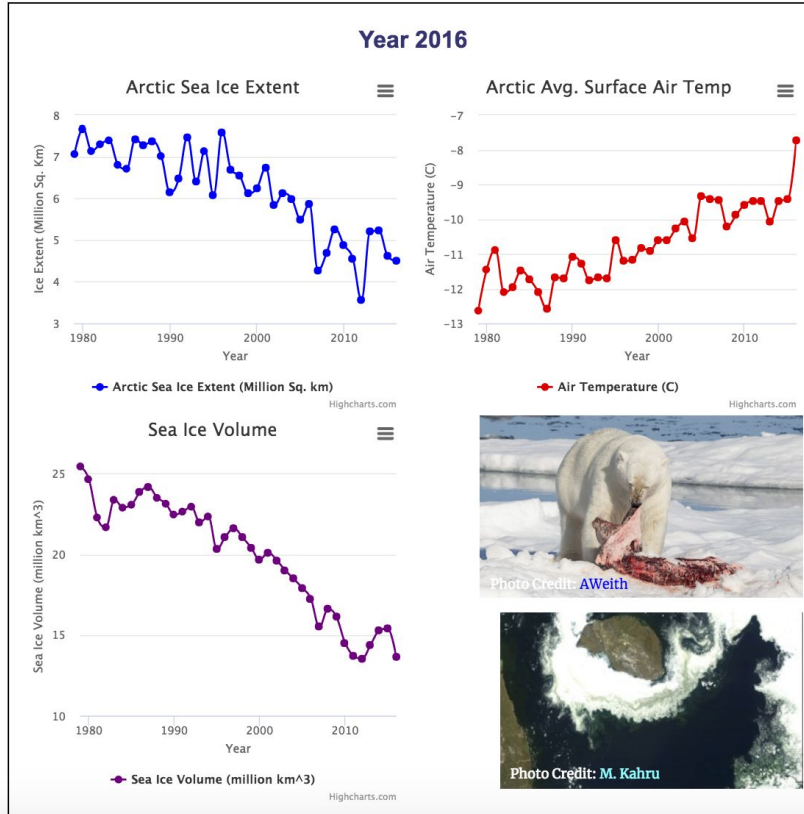 Year 2016
Arctic Sea Ice Extent
8
7
6
5
4
3
Ice Extent (Million Sq. Km)
1980
1990
2000
2010
Year
Arctic Sea Ice Extent (Million Sq. km)
Highcharts.com
Arctic Avg. Surface Air Temp
−7
−8
−9
−10
−11
−12
−13
Air Temperature (C)
1980
1990
2000
2010
Year
Air Temperature (C)
Highcharts.com
Sea Ice Volume
25
20
15
10
Sea Ice Volume (million km^3)
1980
1990
2000
2010
Year
Sea Ice Volume (million km^3)
Highcharts.com
Photo Credit: AWeith
Photo Credit: M. Kahru